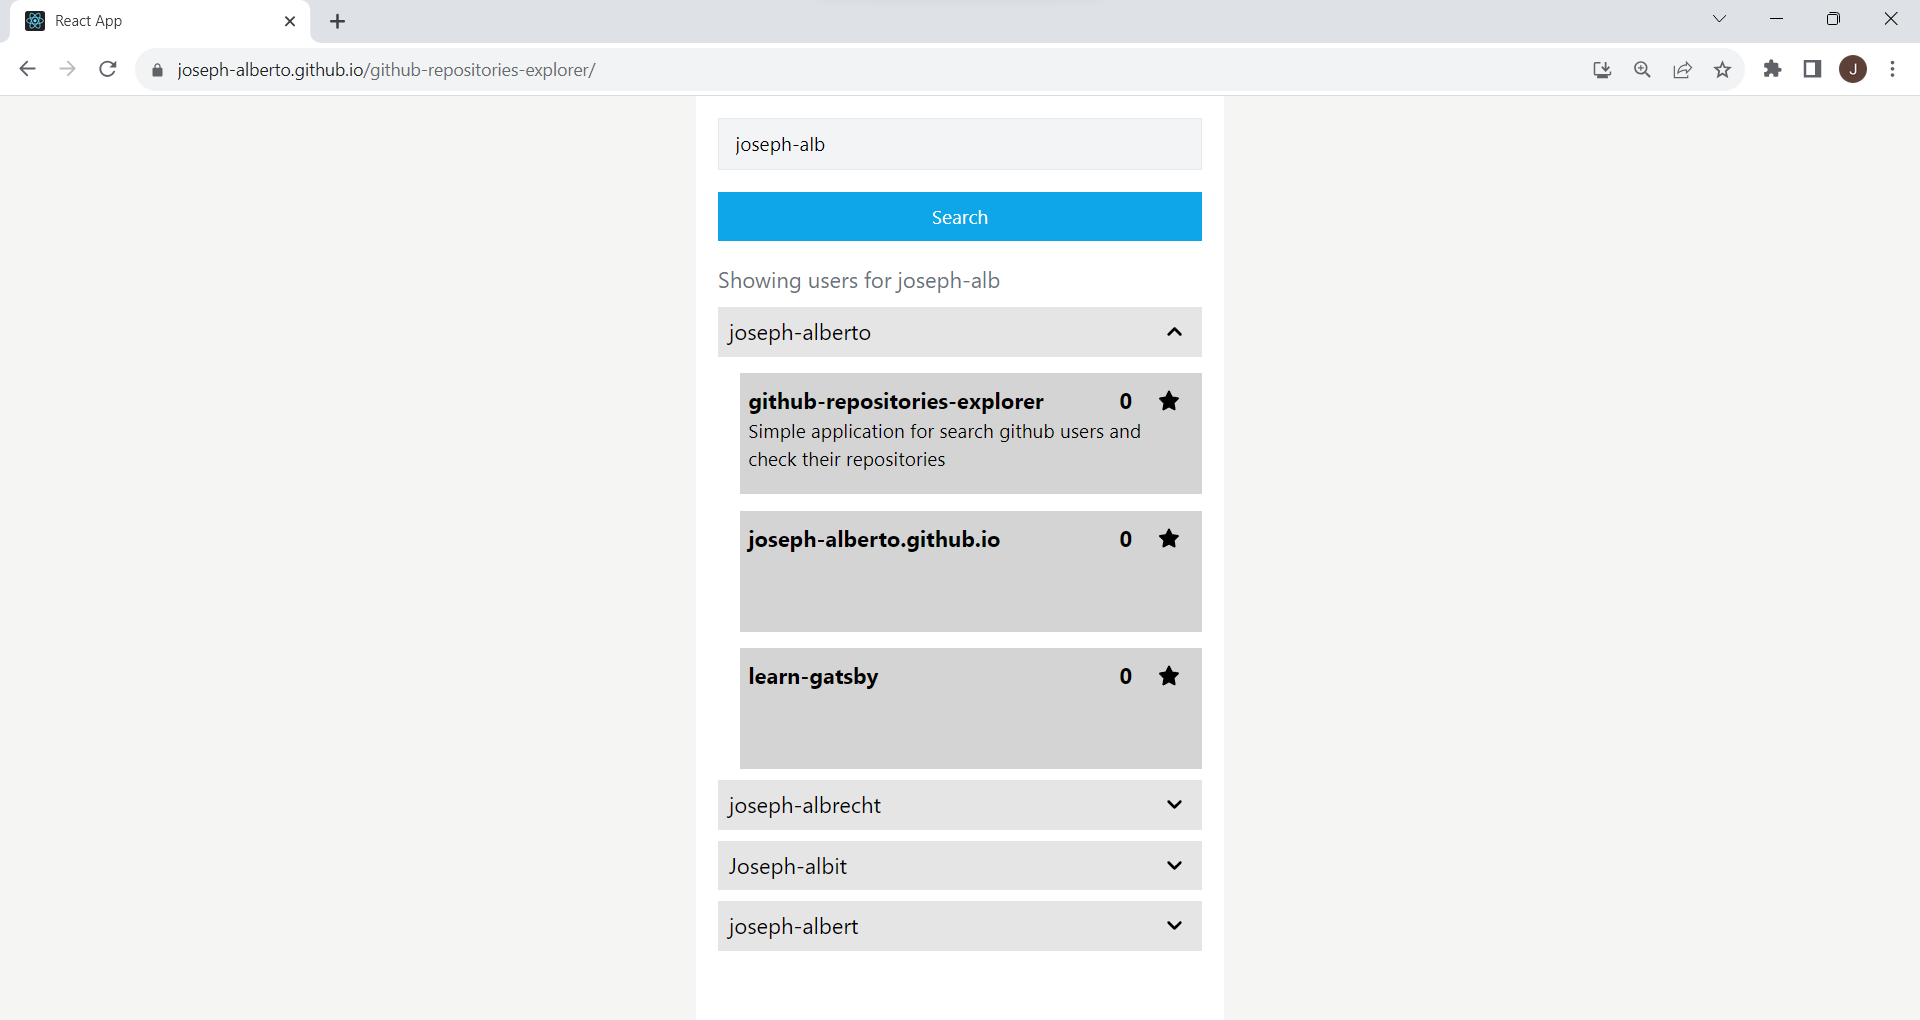 React App
joseph-alberto.github.io/github-repositories-explorer/
J
joseph-alb
Search
Showing users for joseph-alb
joseph-alberto
github-repositories-explorer 0
Simple application for search github users and
check their repositories
joseph-alberto.github.io 0
learn-gatsby 0
joseph-albrecht
Joseph-albit
joseph-albert